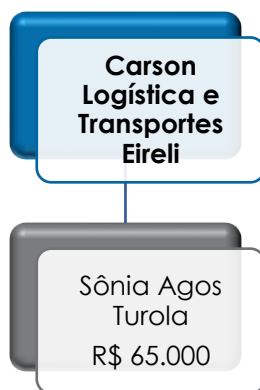 Carson
Logística e
Transportes
Eireli
Sônia Agos
Turola
R$ 65.000